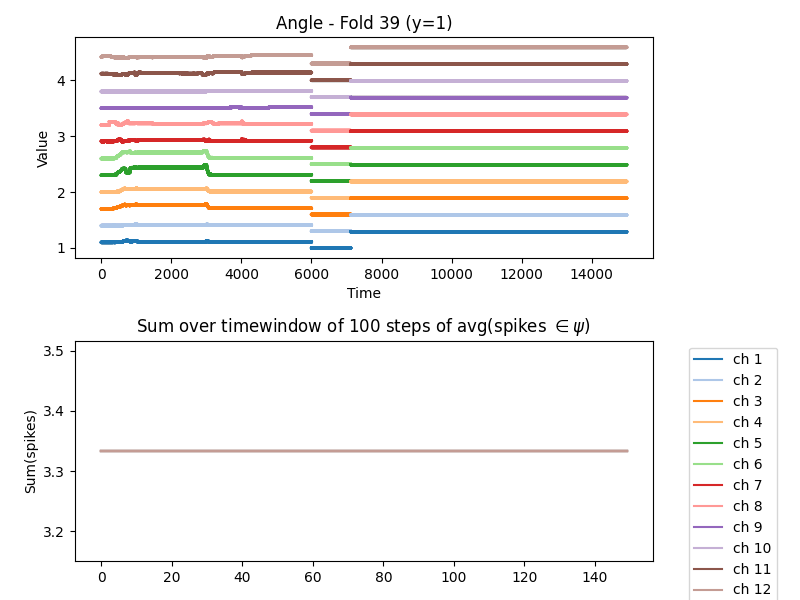 Angle - Fold 39 (y=1)
Value
4
3
2
1
0 2000 4000 6000 8000 10000 12000 14000
Time
Sum over timewindow of 100 steps of avg(spikes ∈ ψ)
Sum(spikes)
3.5
3.4
3.3
3.2
0 20 40 60 80 100 120 140
ch 1
ch 2
ch 3
ch 4
ch 5
ch 6
ch 7
ch 8
ch 9
ch 10
ch 11
ch 12